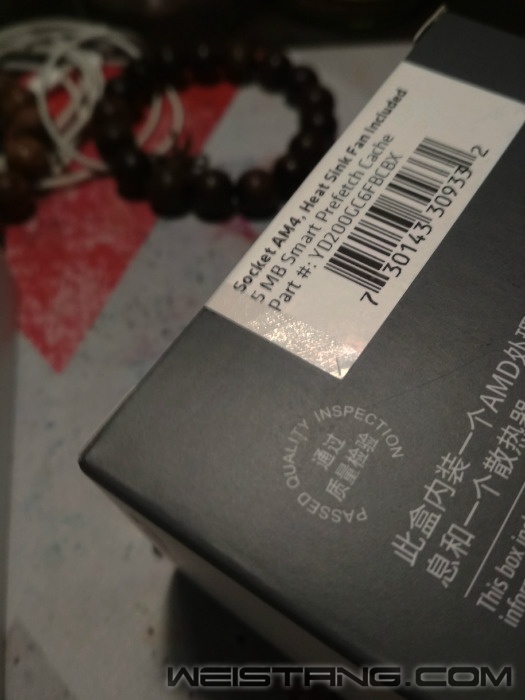 Socket AM4, Heat Sink Fan Included
5 MB Smart Prefetch Cache
Part #: YD200GC6FBCBX
7 30143 30933 2
PASSED QUALITY INSPECTION
通过
质量检验
此盒内装一个AMD处理
息和一个散热器
This box in
infor
WEISTANG.COM